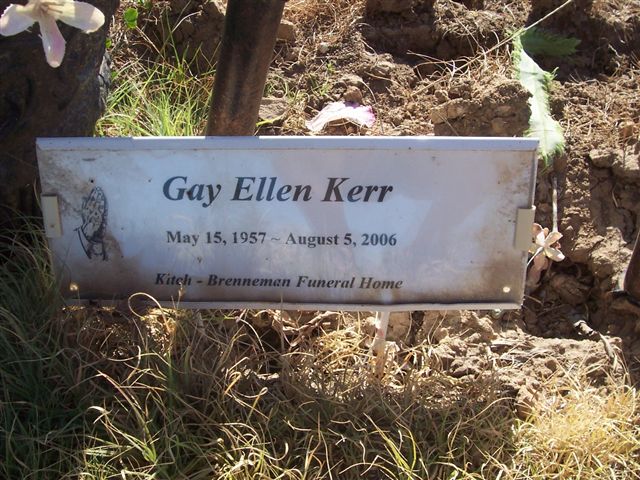 Gay Ellen Kerr
May 15, 1957 ~ August 5, 2006
Kitch - Brenneman Funeral Home